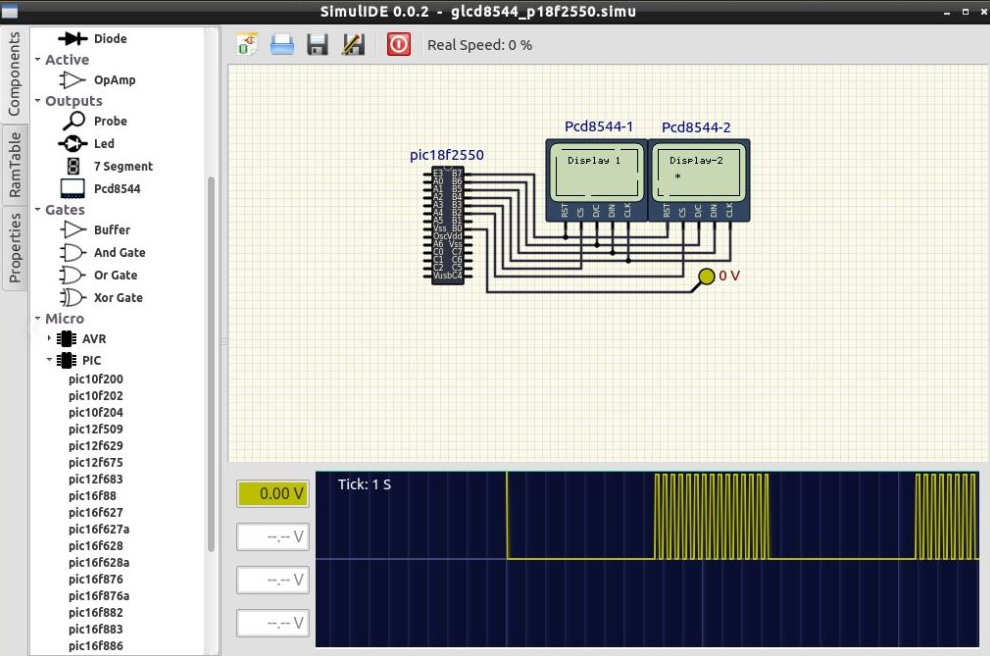 SimulIDE 0.0.2 - glcd8544_p18f2550.simu
Components
RamTable
Properties
Diode
Active
OpAmp
Outputs
Probe
Led
7 Segment
Pcd8544
Gates
Buffer
And Gate
Or Gate
Xor Gate
Micro
AVR
PIC
pic10f200
pic10f202
pic10f204
pic12f509
pic12f629
pic12f675
pic12f683
pic16f88
pic16f627
pic16f627a
pic16f628
pic16f628a
pic16f876
pic16f876a
pic16f882
pic16f883
pic16f886
Real Speed: 0 %
Pcd8544-1 Pcd8544-2
pic18f2550
Display 1 Display-2
*
RST CS D/C DIN CLK RST CS D/C DIN CLK
E3 B7
A0 B6
A1 B5
A2 B4
A3 B3
A4 B2
A5 B1
Vss B0
Osc Vdd
A6 Vss
C0 C7
C1 C6
C2 C5
Vusb C4
0 V
0.00 V
--.-- V
--.-- V
--.-- V
Tick: 1 S